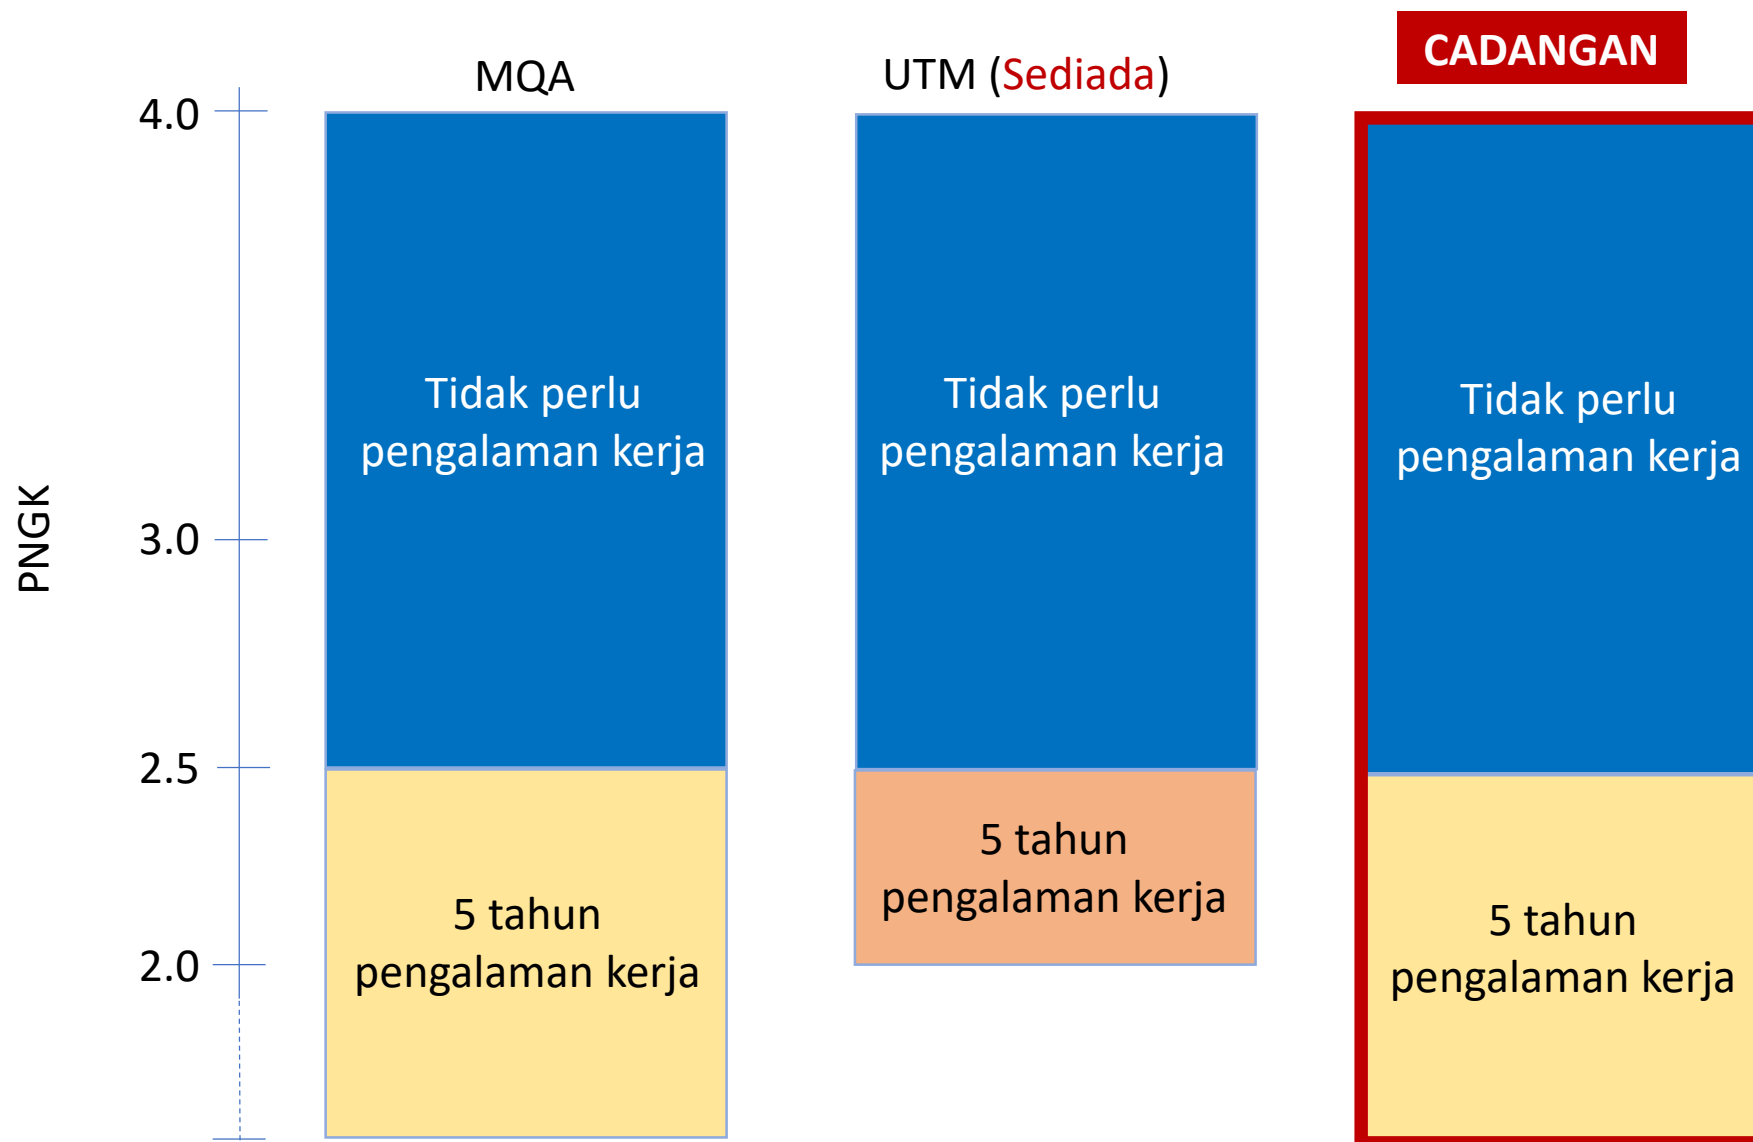 CADANGAN
MQA
UTM (Sediada)
PNGK
4.0
3.0
2.5
2.0
Tidak perlu
pengalaman kerja
5 tahun
pengalaman kerja
Tidak perlu
pengalaman kerja
5 tahun
pengalaman kerja
Tidak perlu
pengalaman kerja
5 tahun
pengalaman kerja